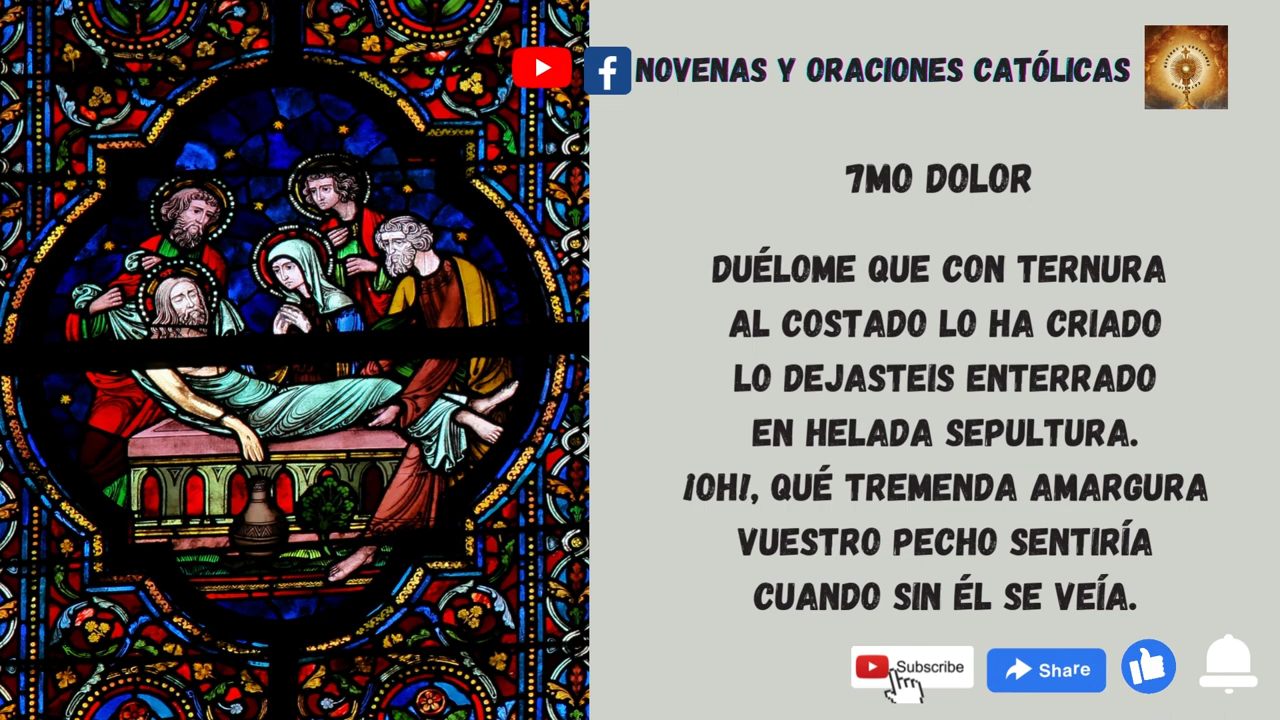 NOVENAS Y ORACIONES CATÓLICAS
7MO DOLOR
DUÉLOME QUE CON TERNURA
AL COSTADO LO HA CRIADO
LO DEJASTEIS ENTERRADO
EN HELADA SEPULTURA.
¡OH!, QUÉ TREMENDA AMARGURA
VUESTRO PECHO SENTIRÍA
CUANDO SIN ÉL SE VEÍA.
Subscribe
Share